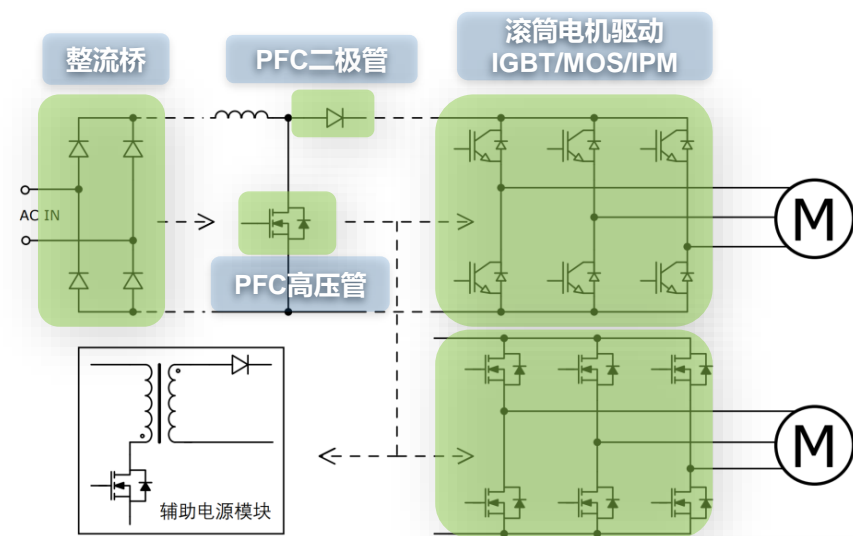 整流桥
PFC二极管
滚筒电机驱动
IGBT/MOS/IPM
AC IN
M
PFC高压管
M
辅助电源模块